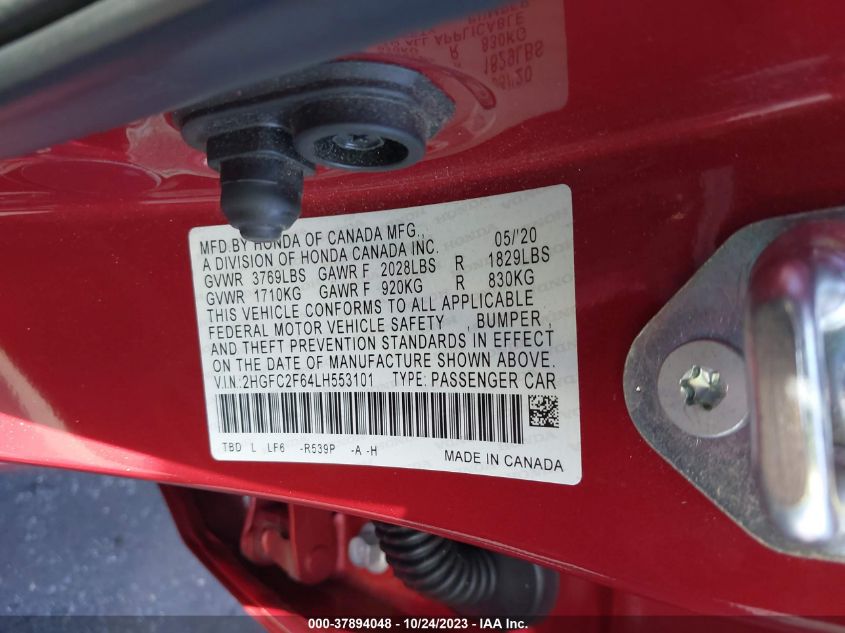 MFD.BY HONDA OF CANADA MFG., 05/'20
A DIVISION OF HONDA CANADA INC.
GVWR 3769LBS GAWR F 2028LBS R 1829LBS
GVWR 1710KG GAWR F 920KG R 830KG
THIS VEHICLE CONFORMS TO ALL APPLICABLE
FEDERAL MOTOR VEHICLE SAFETY , BUMPER ,
AND THEFT PREVENTION STANDARDS IN EFFECT
ON THE DATE OF MANUFACTURE SHOWN ABOVE.
V.I.N.:2HGFC2F64LH553101 TYPE: PASSENGER CAR
TBD L LF6 -R539P -A -H
MADE IN CANADA
000-37894048 - 10/24/2023 - IAA Inc.